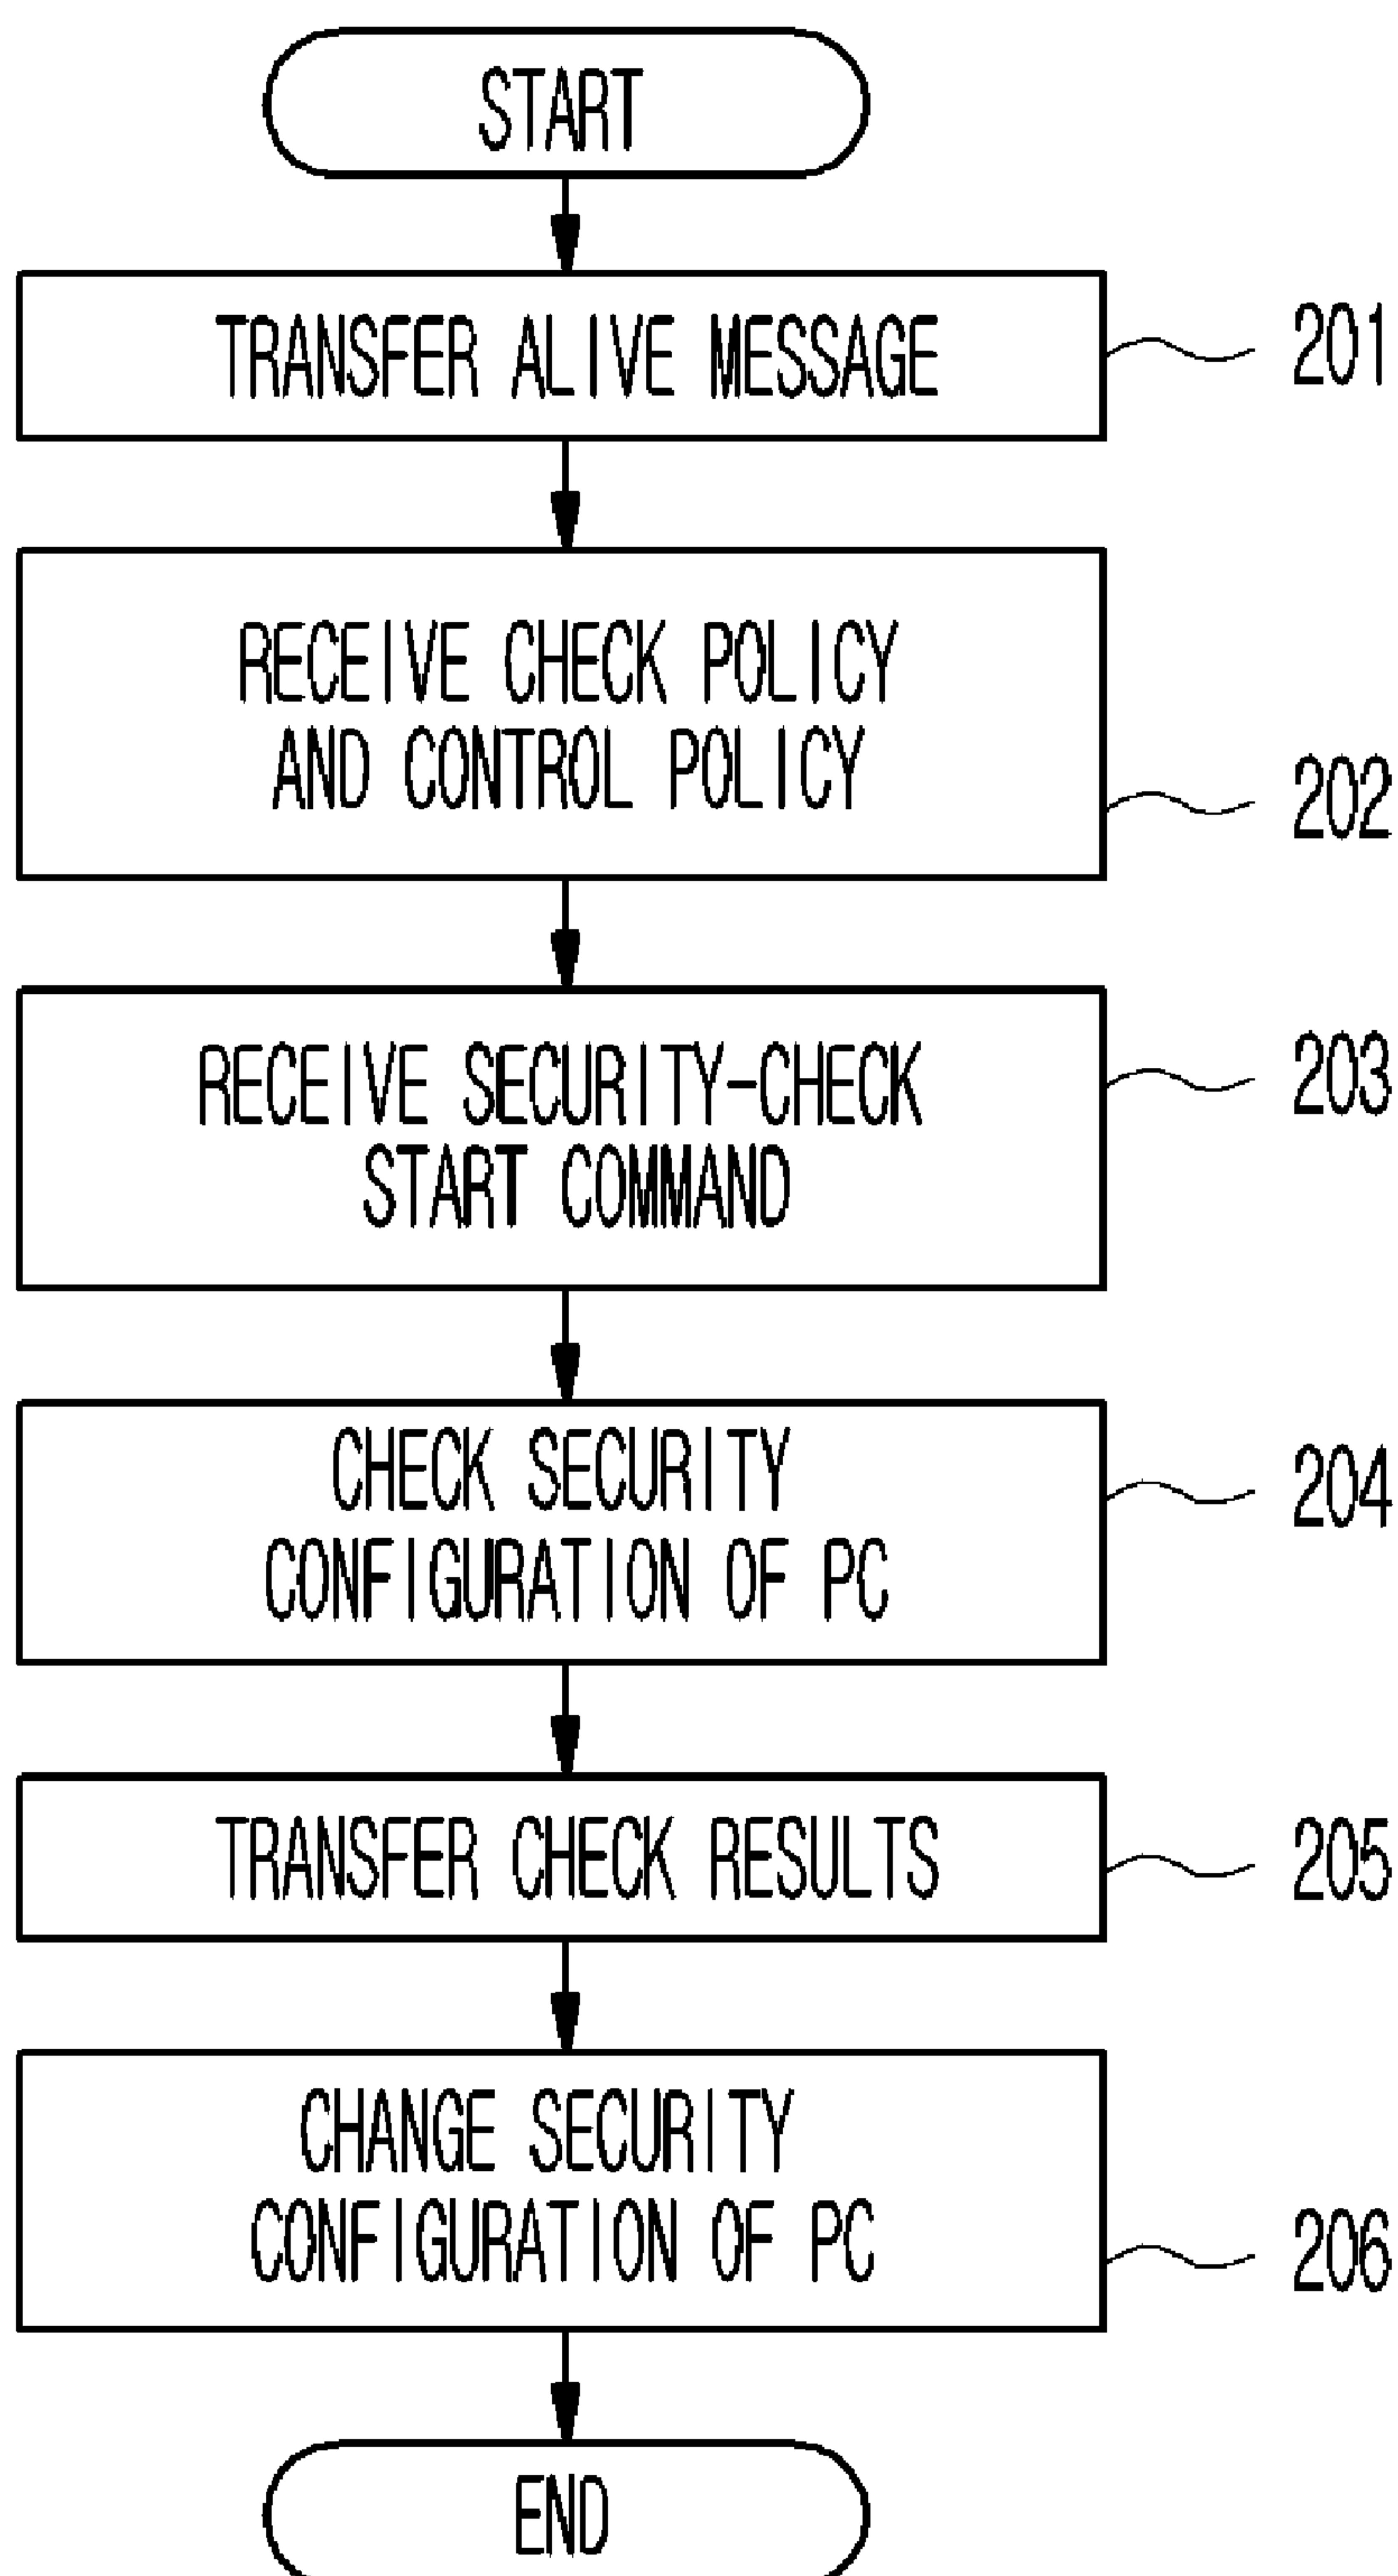 START
TRANSFER ALIVE MESSAGE
201
RECEIVE CHECK POLICY
AND CONTROL POLICY
202
RECEIVE SECURITY-CHECK
START COMMAND
203
CHECK SECURITY
CONFIGURATION OF PC
204
TRANSFER CHECK RESULTS
205
CHANGE SECURITY
CONFIGURATION OF PC
206
END